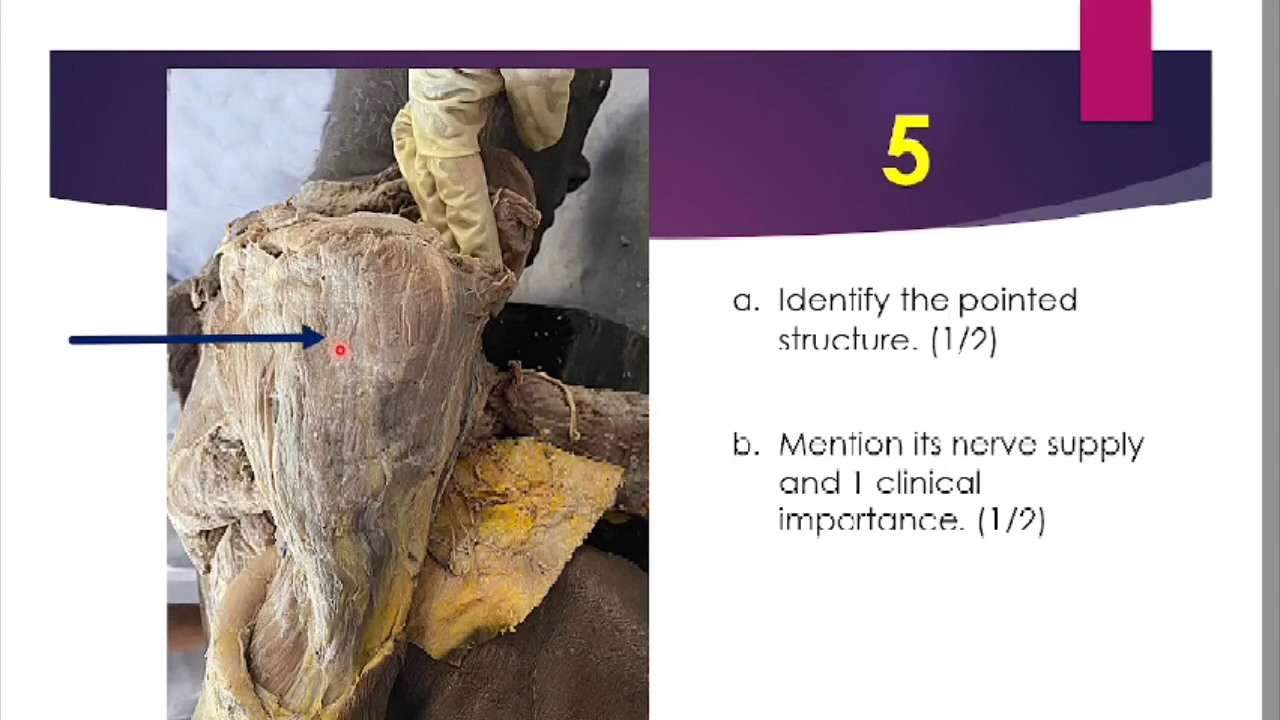 5
a. Identify the pointed
structure. (1/2)
b. Mention its nerve supply
and 1 clinical
importance. (1/2)